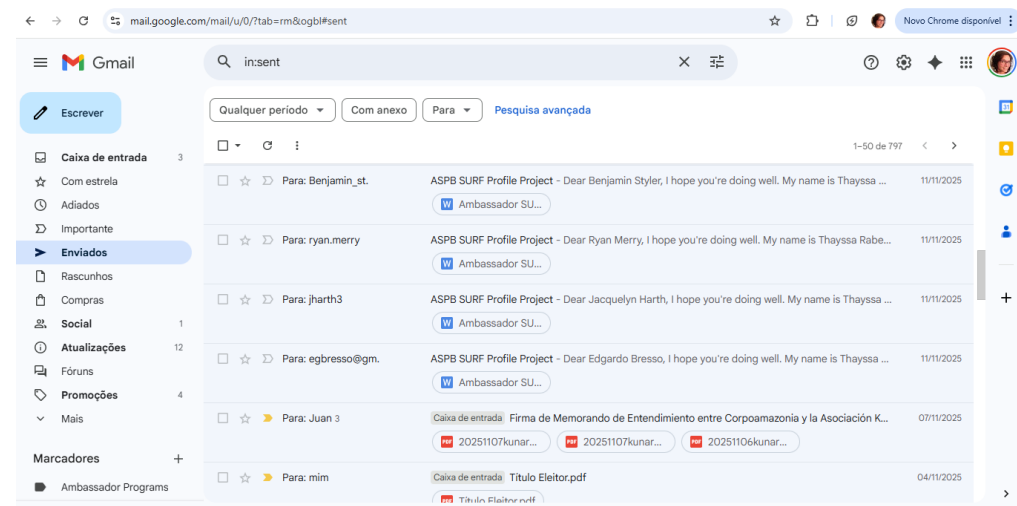 mail.google.com/mail/u/0/?tab=rm&ogbl#sent
Novo Chrome disponível
Gmail
in:sent
Escrever
Qualquer período
Com anexo
Para
Pesquisa avançada
1–50 de 797
Caixa de entrada 3
Com estrela
Adiados
Importante
Enviados
Rascunhos
Compras
Social 1
Atualizações 12
Fóruns
Promoções 4
Mais
Marcadores
Ambassador Programs
Para: Benjamin_st. ASPB SURF Profile Project - Dear Benjamin Styler, I hope you're doing well. My name is Thayssa ... 11/11/2025
W Ambassador SU...
Para: ryan.merry ASPB SURF Profile Project - Dear Ryan Merry, I hope you're doing well. My name is Thayssa Rabe... 11/11/2025
W Ambassador SU...
Para: jharth3 ASPB SURF Profile Project - Dear Jacquelyn Harth, I hope you're doing well. My name is Thayssa ... 11/11/2025
W Ambassador SU...
Para: egbresso@gm. ASPB SURF Profile Project - Dear Edgardo Bresso, I hope you're doing well. My name is Thayssa ... 11/11/2025
W Ambassador SU...
Para: Juan 3 Caixa de entrada Firma de Memorando de Entendimiento entre Corpoamazonia y la Asociación K... 07/11/2025
PDF 20251107kunar... PDF 20251107kunar... PDF 20251106kunar...
Para: mim Caixa de entrada Título Eleitor.pdf 04/11/2025
PDF Título Eleitor.pdf
31